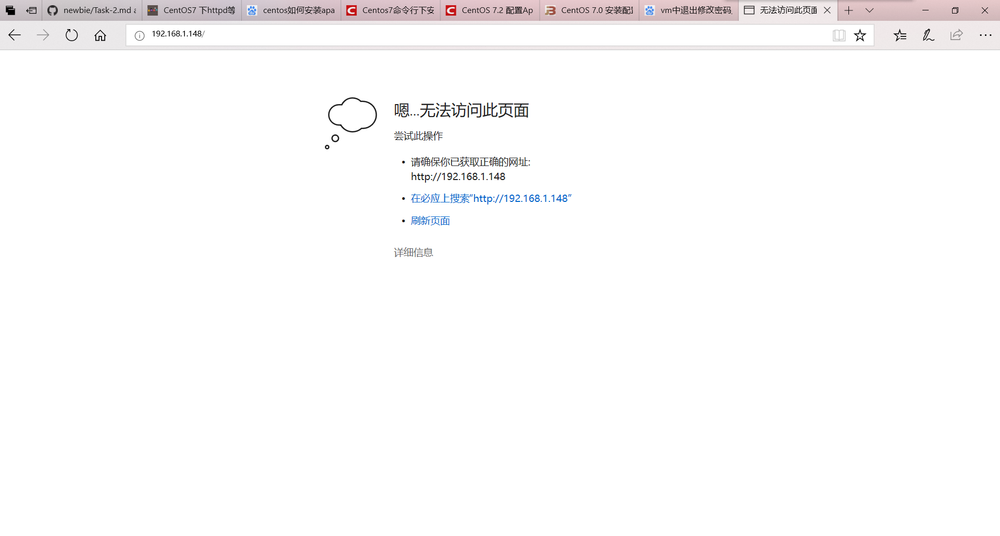 newbie/Task-2.md a
CentOS7 下httpd等
centos如何安装apa
Centos7命令行下安
CentOS 7.2 配置Ap
CentOS 7.0 安装配置
vm中退出修改密码
无法访问此页面
192.168.1.148/
嗯...无法访问此页面
尝试此操作
• 请确保你已获取正确的网址:
http://192.168.1.148
• 在必应上搜索“http://192.168.1.148”
• 刷新页面
详细信息